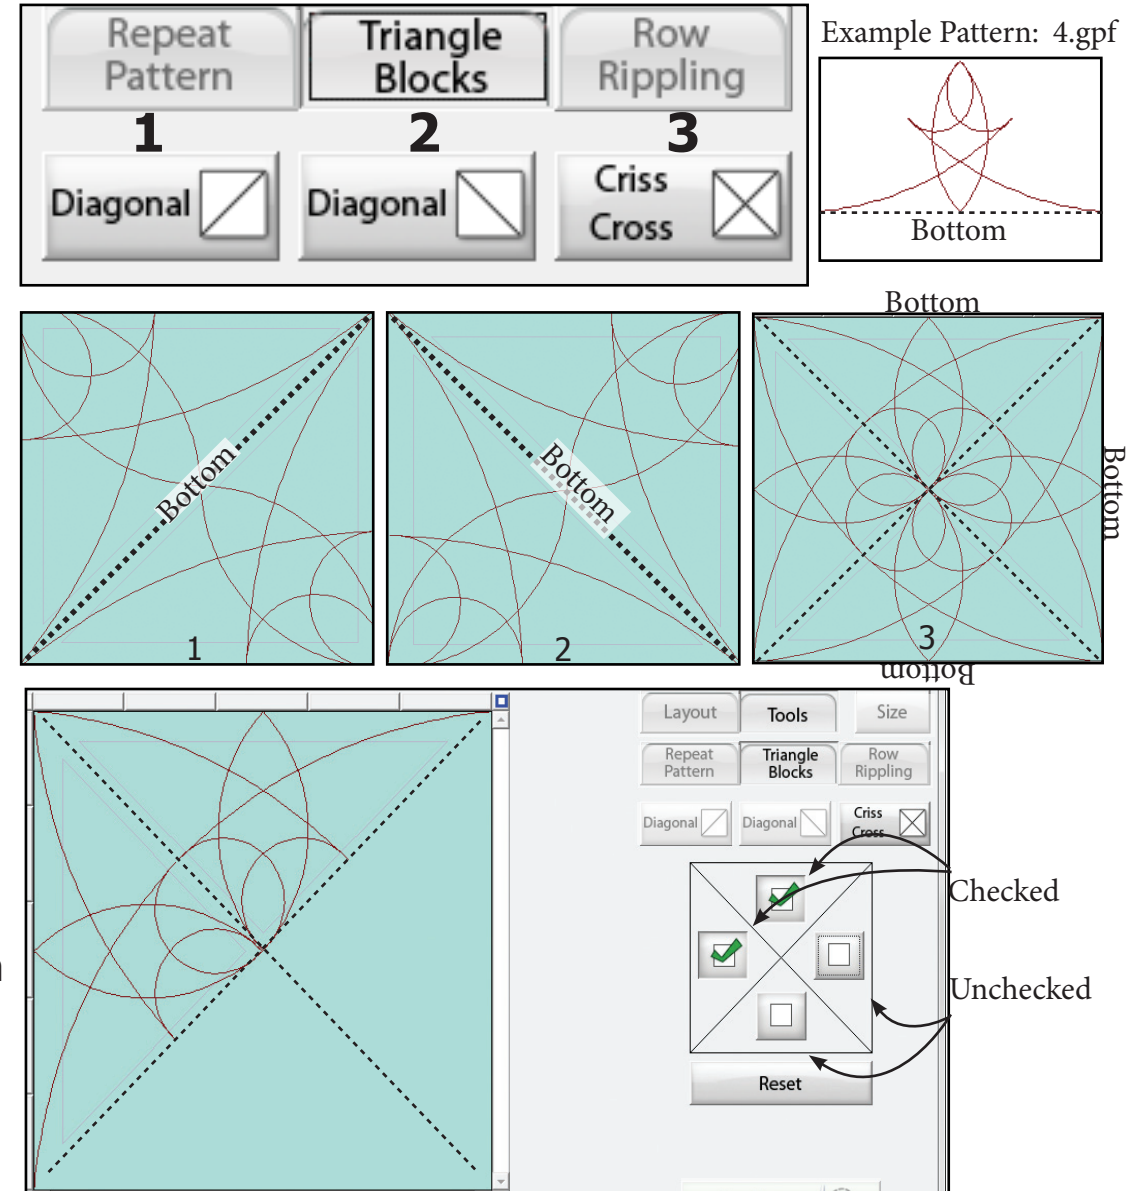 Repeat
Pattern
Triangle
Blocks
Row
Rippling
Example Pattern: 4.gpf
1
2
3
Diagonal
Diagonal
Criss
Cross
Bottom
Bottom
Bottom
Bottom
Bottom
Bottom
1
2
3
Layout
Tools
Size
Repeat
Pattern
Triangle
Blocks
Row
Rippling
Diagonal
Diagonal
Criss
Cross
Checked
Unchecked
Reset